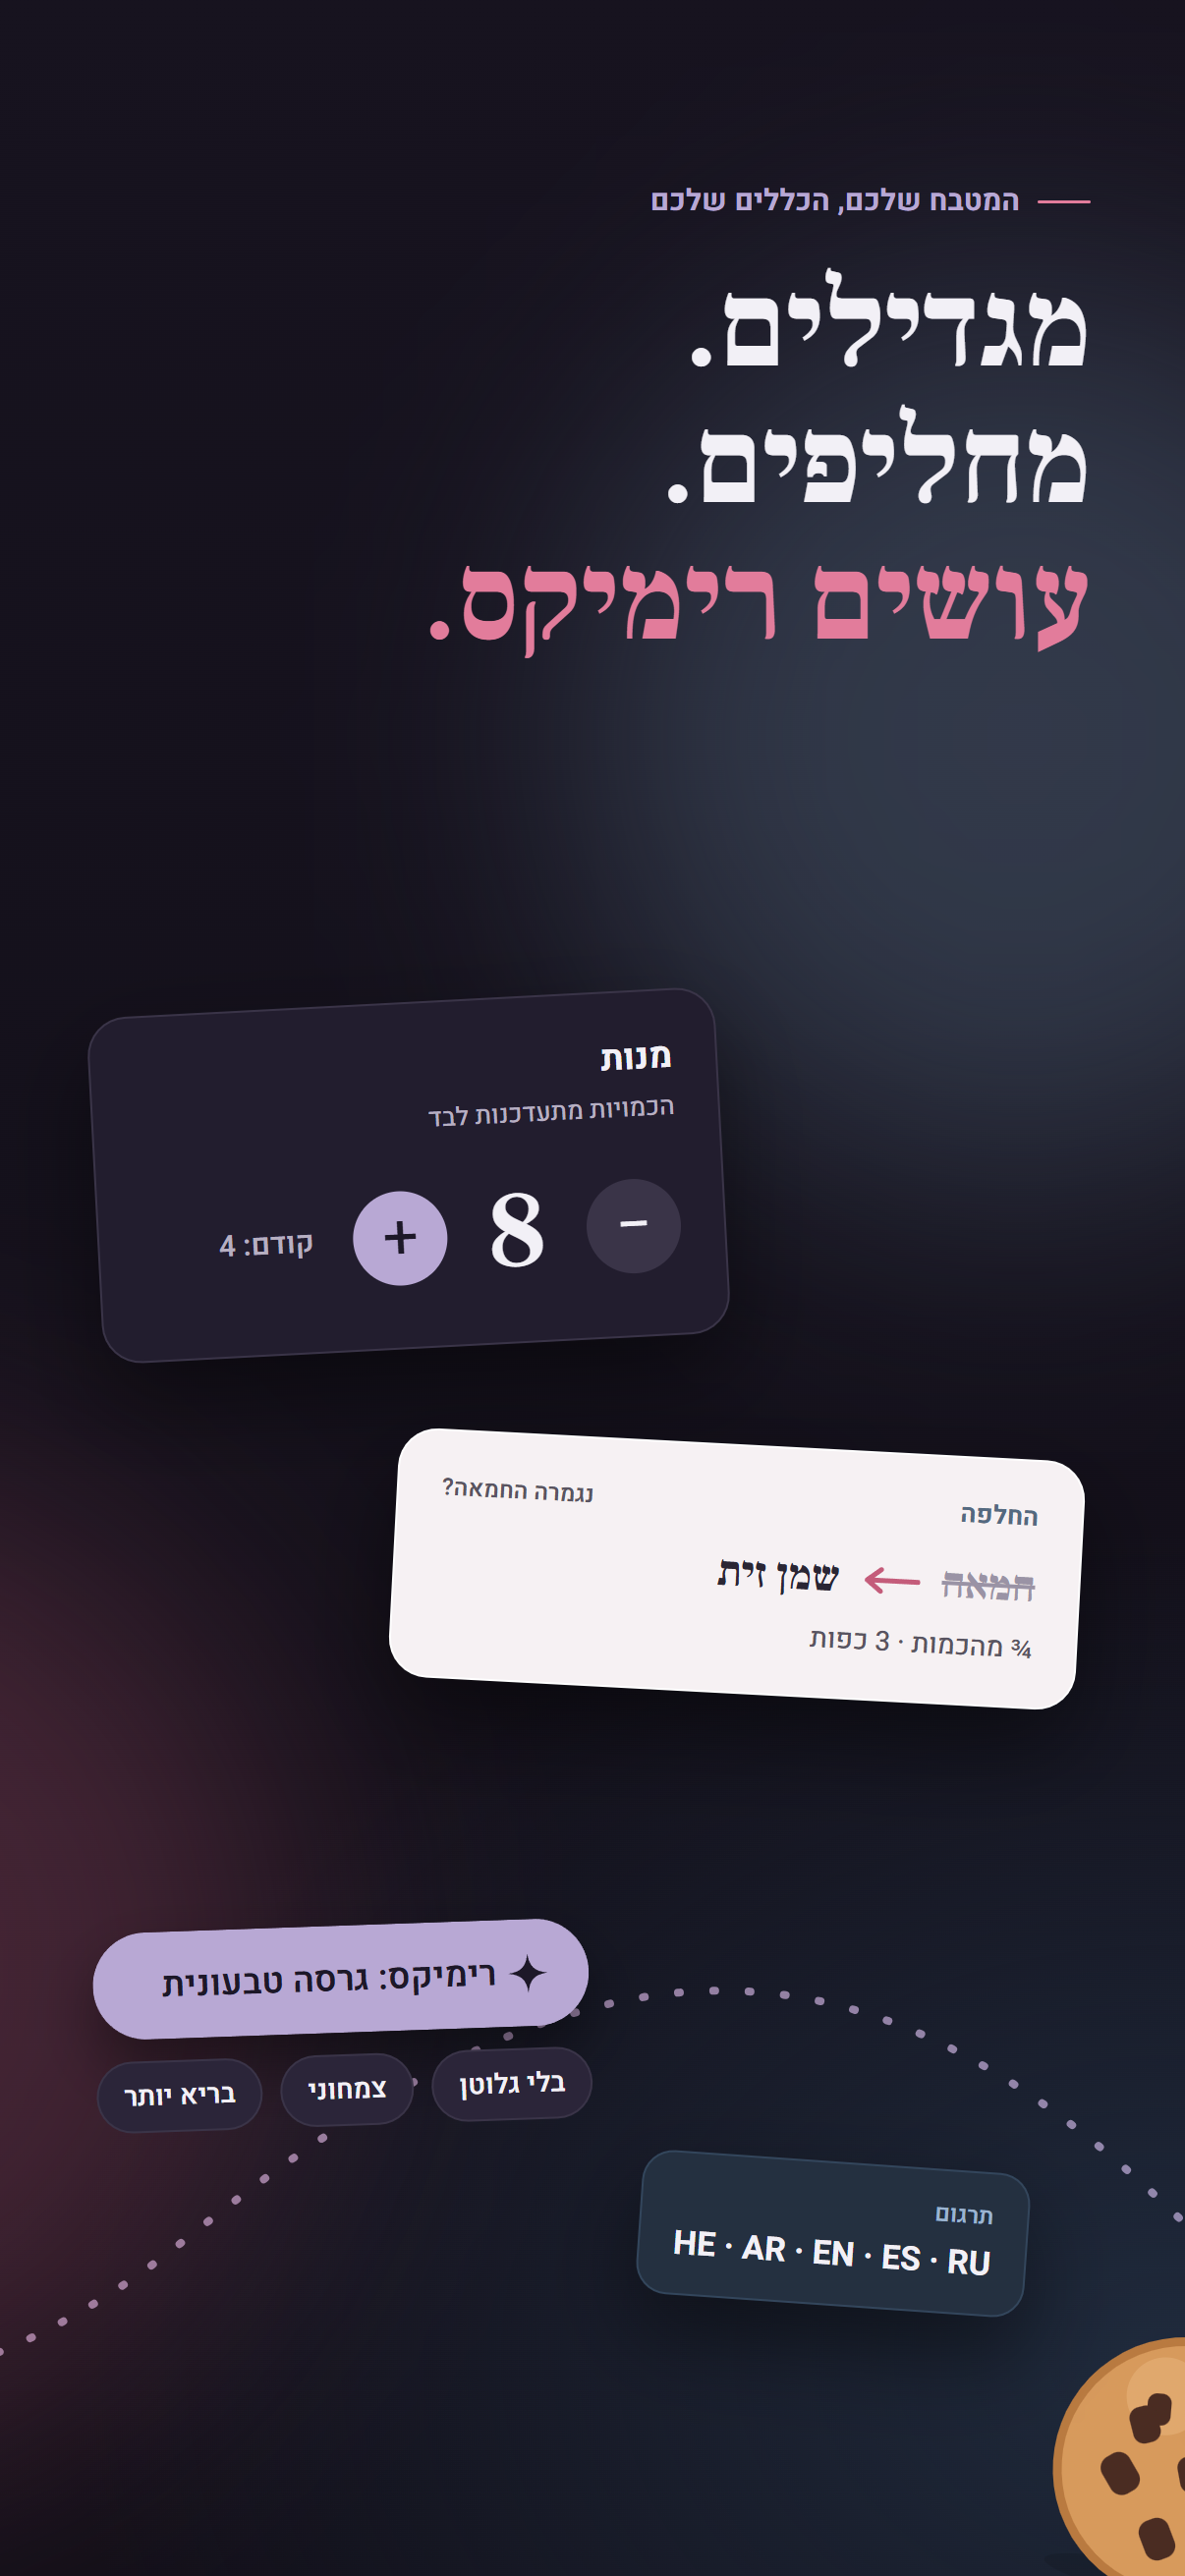 המטבח שלכם, הכללים שלכם
מגדילים.
מחליפים.
עושים רימיקס.
מנות
הכמויות מתעדכנות לבד
− 8 + קודם: 4
החלפה נגמרה החמאה?
חמאה ← שמן זית
¾ מהכמות · 3 כפות
רימיקס: גרסה טבעונית
בלי גלוטן צמחוני בריא יותר
תרגום
HE · AR · EN · ES · RU